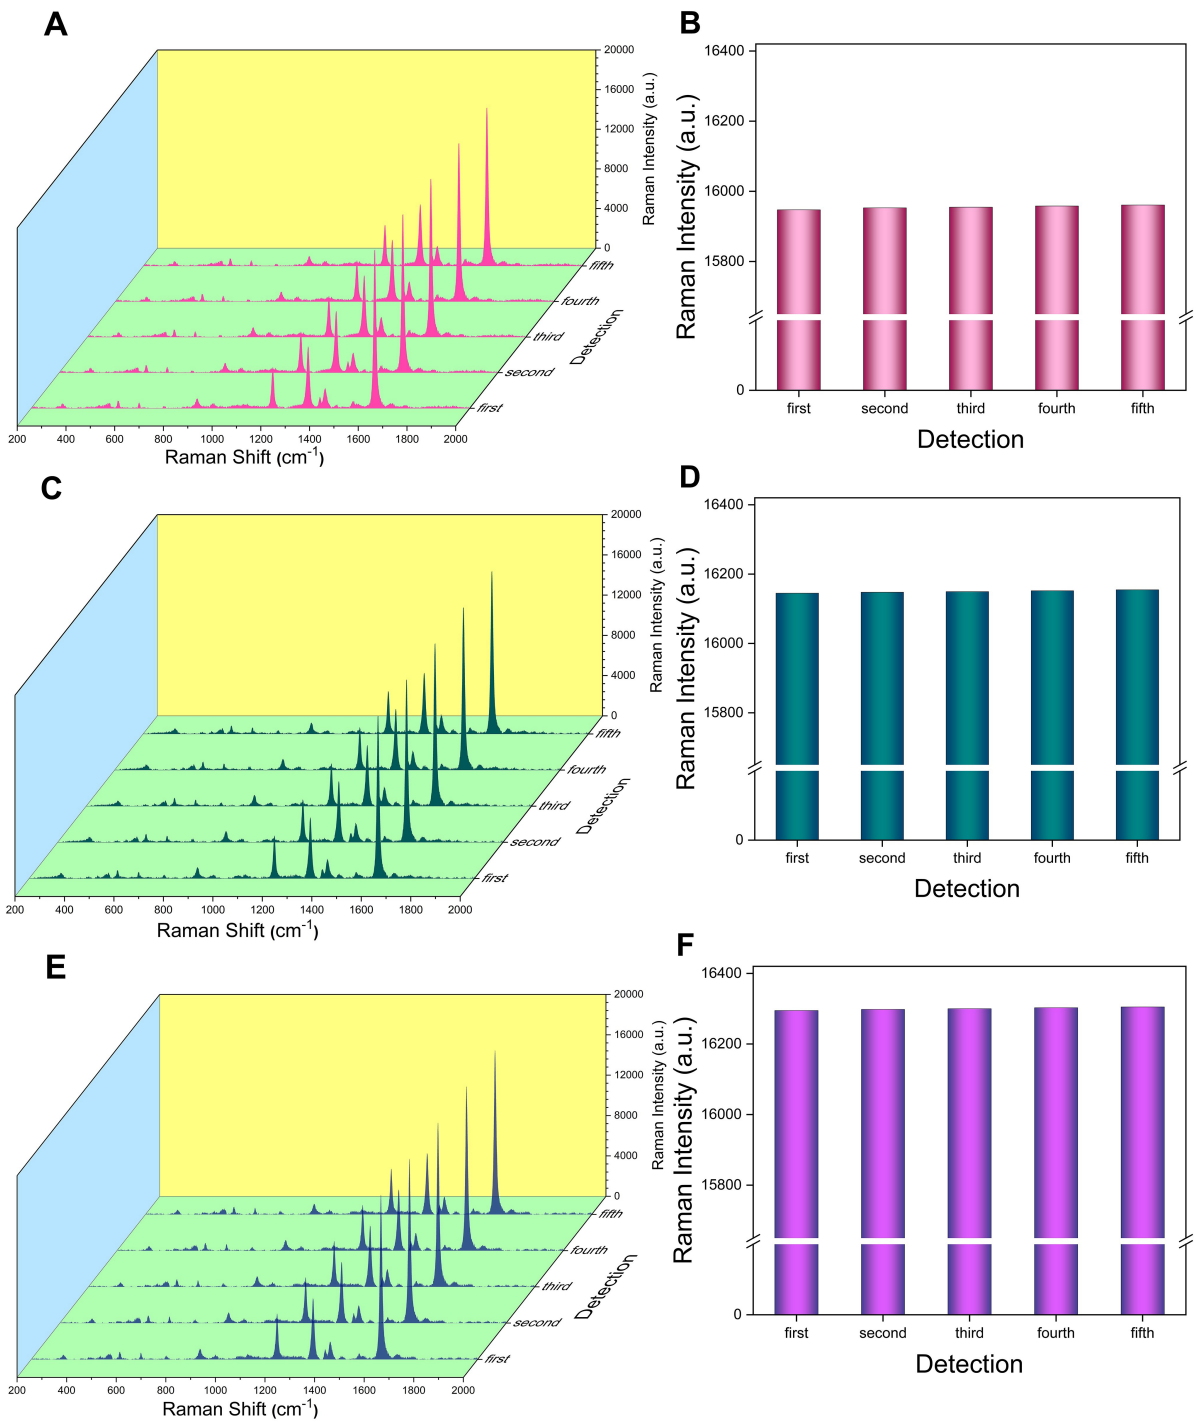 A
20000
16000
12000
8000
4000
0
Raman Intensity (a.u.)
fifth
fourth
third
second
first
Detection
200 400 600 800 1000 1200 1400 1600 1800 2000
Raman Shift (cm⁻¹)
B
16400
16200
16000
15800
0
Raman Intensity (a.u.)
first second third fourth fifth
Detection
C
20000
16000
12000
8000
4000
0
Raman Intensity (a.u.)
fifth
fourth
third
second
first
Detection
200 400 600 800 1000 1200 1400 1600 1800 2000
Raman Shift (cm⁻¹)
D
16400
16200
16000
15800
0
Raman Intensity (a.u.)
first second third fourth fifth
Detection
E
20000
16000
12000
8000
4000
0
Raman Intensity (a.u.)
fifth
fourth
third
second
first
Detection
200 400 600 800 1000 1200 1400 1600 1800 2000
Raman Shift (cm⁻¹)
F
16400
16200
16000
15800
0
Raman Intensity (a.u.)
first second third fourth fifth
Detection